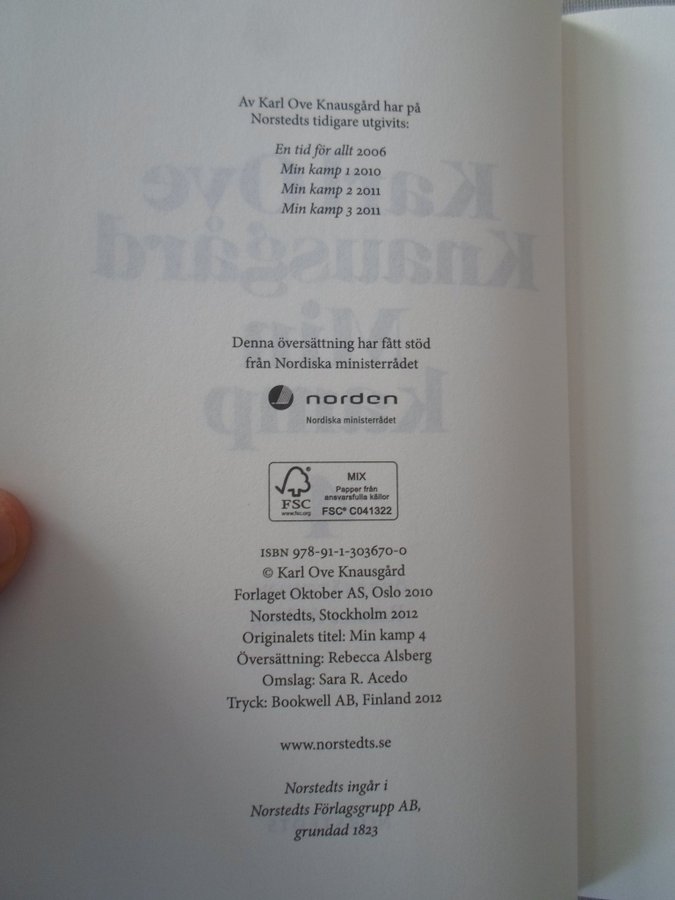 Av Karl Ove Knausgård har på
Norstedts tidigare utgivits:
En tid för allt 2006
Min kamp 1 2010
Min kamp 2 2011
Min kamp 3 2011
Denna översättning har fått stöd
från Nordiska ministerrådet
norden
Nordiska ministerrådet
FSC
www.fsc.org
MIX
Papper från
ansvarsfulla källor
FSC® C041322
ISBN 978-91-1-303670-0
© Karl Ove Knausgård
Forlaget Oktober AS, Oslo 2010
Norstedts, Stockholm 2012
Originalets titel: Min kamp 4
Översättning: Rebecca Alsberg
Omslag: Sara R. Acedo
Tryck: Bookwell AB, Finland 2012
www.norstedts.se
Norstedts ingår i
Norstedts Förlagsgrupp AB,
grundad 1823